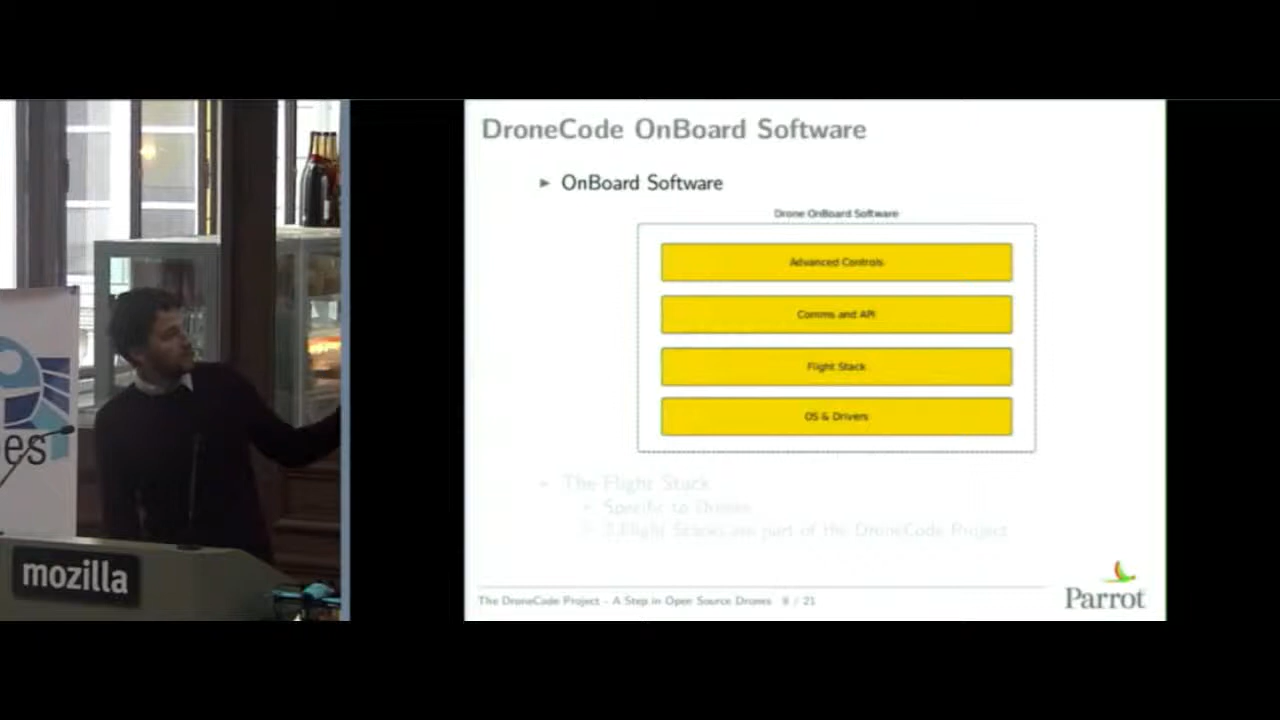 DroneCode OnBoard Software
OnBoard Software
Drone OnBoard Software
Advanced Controls
Comms and API
Flight Stack
OS & Drivers
The Flight Stack
Specific to Drones
2 Flight Stacks are part of the DroneCode Project
The DroneCode Project - A Step in Open Source Drones 8 / 21
Parrot
es
mozilla